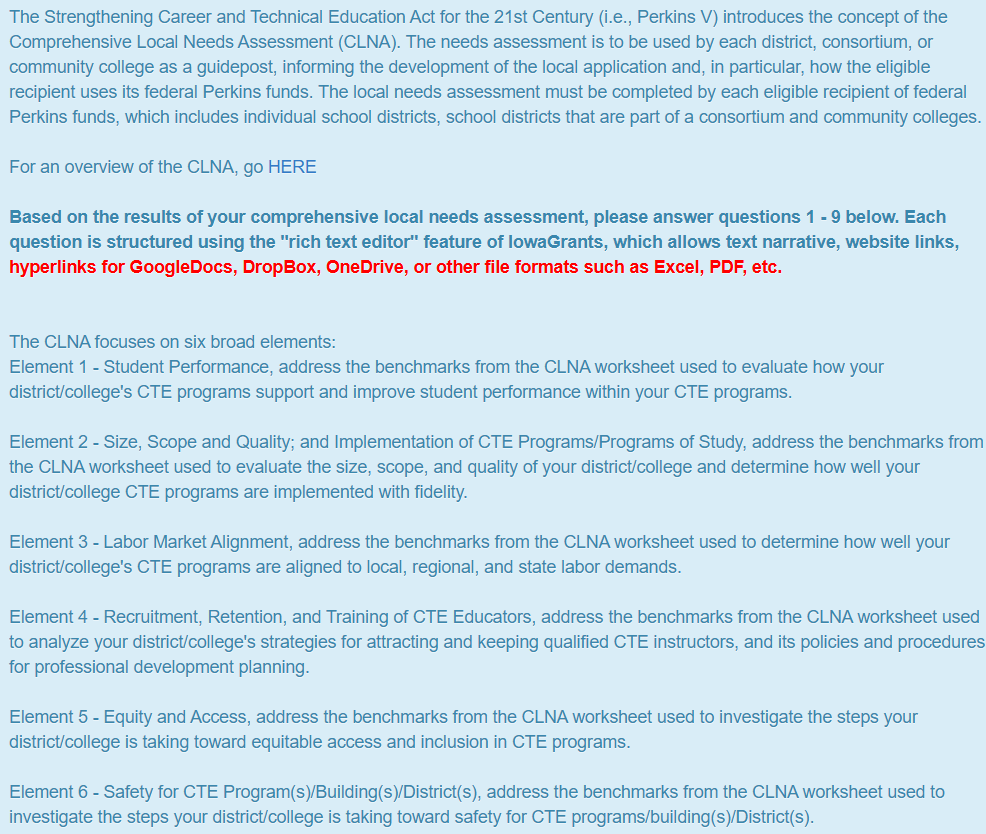 The Strengthening Career and Technical Education Act for the 21st Century (i.e., Perkins V) introduces the concept of the
Comprehensive Local Needs Assessment (CLNA). The needs assessment is to be used by each district, consortium, or
community college as a guidepost, informing the development of the local application and, in particular, how the eligible
recipient uses its federal Perkins funds. The local needs assessment must be completed by each eligible recipient of federal
Perkins funds, which includes individual school districts, school districts that are part of a consortium and community colleges.
For an overview of the CLNA, go HERE
Based on the results of your comprehensive local needs assessment, please answer questions 1 - 9 below. Each
question is structured using the "rich text editor" feature of IowaGrants, which allows text narrative, website links,
hyperlinks for GoogleDocs, DropBox, OneDrive, or other file formats such as Excel, PDF, etc.
The CLNA focuses on six broad elements:
Element 1 - Student Performance, address the benchmarks from the CLNA worksheet used to evaluate how your
district/college's CTE programs support and improve student performance within your CTE programs.
Element 2 - Size, Scope and Quality; and Implementation of CTE Programs/Programs of Study, address the benchmarks from
the CLNA worksheet used to evaluate the size, scope, and quality of your district/college and determine how well your
district/college CTE programs are implemented with fidelity.
Element 3 - Labor Market Alignment, address the benchmarks from the CLNA worksheet used to determine how well your
district/college's CTE programs are aligned to local, regional, and state labor demands.
Element 4 - Recruitment, Retention, and Training of CTE Educators, address the benchmarks from the CLNA worksheet used
to analyze your district/college's strategies for attracting and keeping qualified CTE instructors, and its policies and procedures
for professional development planning.
Element 5 - Equity and Access, address the benchmarks from the CLNA worksheet used to investigate the steps your
district/college is taking toward equitable access and inclusion in CTE programs.
Element 6 - Safety for CTE Program(s)/Building(s)/District(s), address the benchmarks from the CLNA worksheet used to
investigate the steps your district/college is taking toward safety for CTE programs/building(s)/District(s).